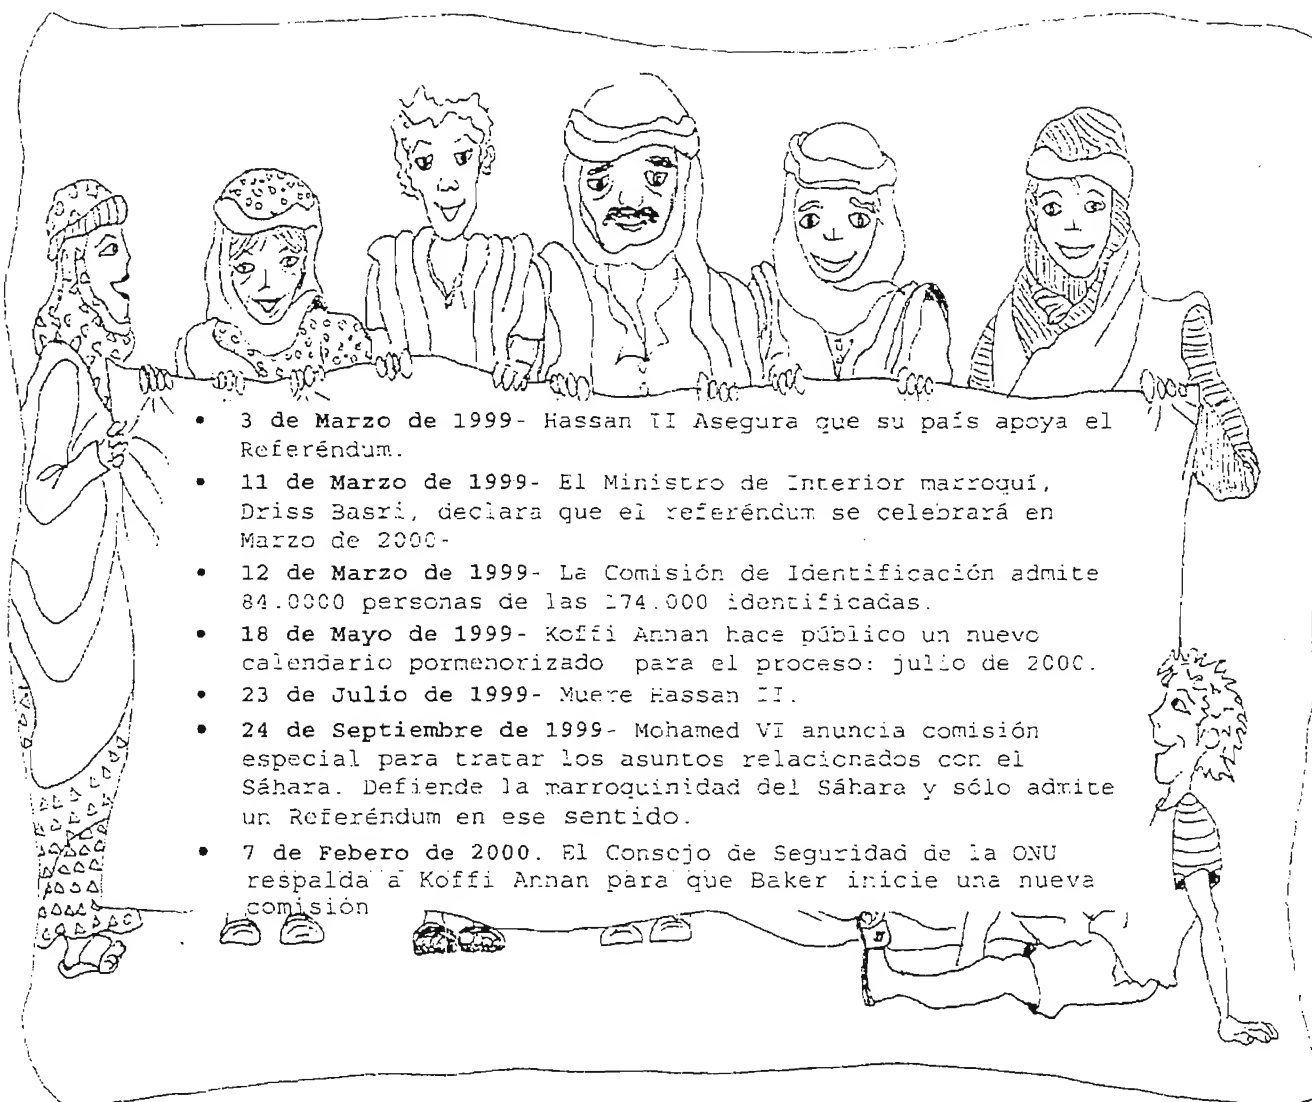 • 3 de Marzo de 1999- Hassan II Asegura que su país apoya el
Referéndum.
• 11 de Marzo de 1999- El Ministro de Interior marroquí,
Driss Basri, declara que el referéndum se celebrará en
Marzo de 2000-
• 12 de Marzo de 1999- La Comisión de Identificación admite
84.0000 personas de las 174.000 identificadas.
• 18 de Mayo de 1999- Koffi Annan hace público un nuevo
calendario pormenorizado para el proceso: julio de 2000.
• 23 de Julio de 1999- Muere Hassan II.
• 24 de Septiembre de 1999- Mohamed VI anuncia comisión
especial para tratar los asuntos relacionados con el
Sáhara. Defiende la marroquinidad del Sáhara y sólo admite
un Referéndum en ese sentido.
• 7 de Febero de 2000. El Consejo de Seguridad de la ONU
respalda a Koffi Annan para que Baker inicie una nueva
comisión